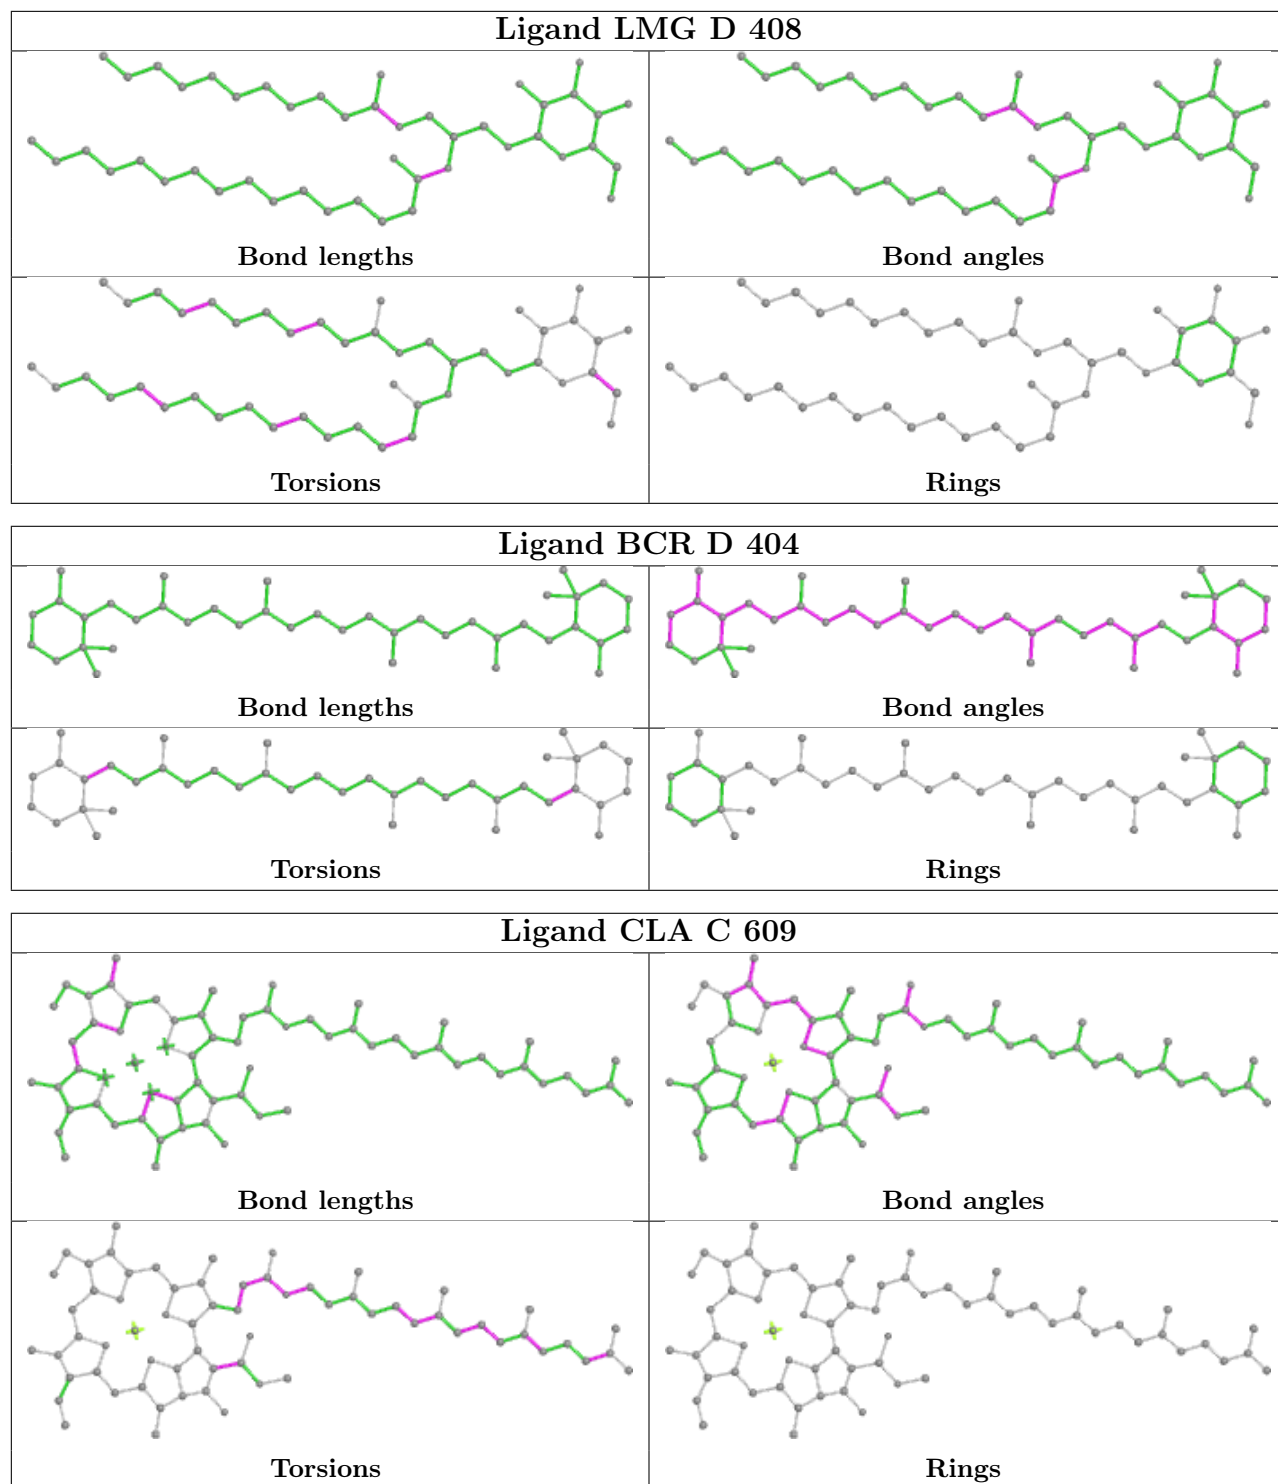 Ligand LMG D 408
Bond lengths
Bond angles
Torsions
Rings
Ligand BCR D 404
Bond lengths
Bond angles
Torsions
Rings
Ligand CLA C 609
Bond lengths
Bond angles
Torsions
Rings